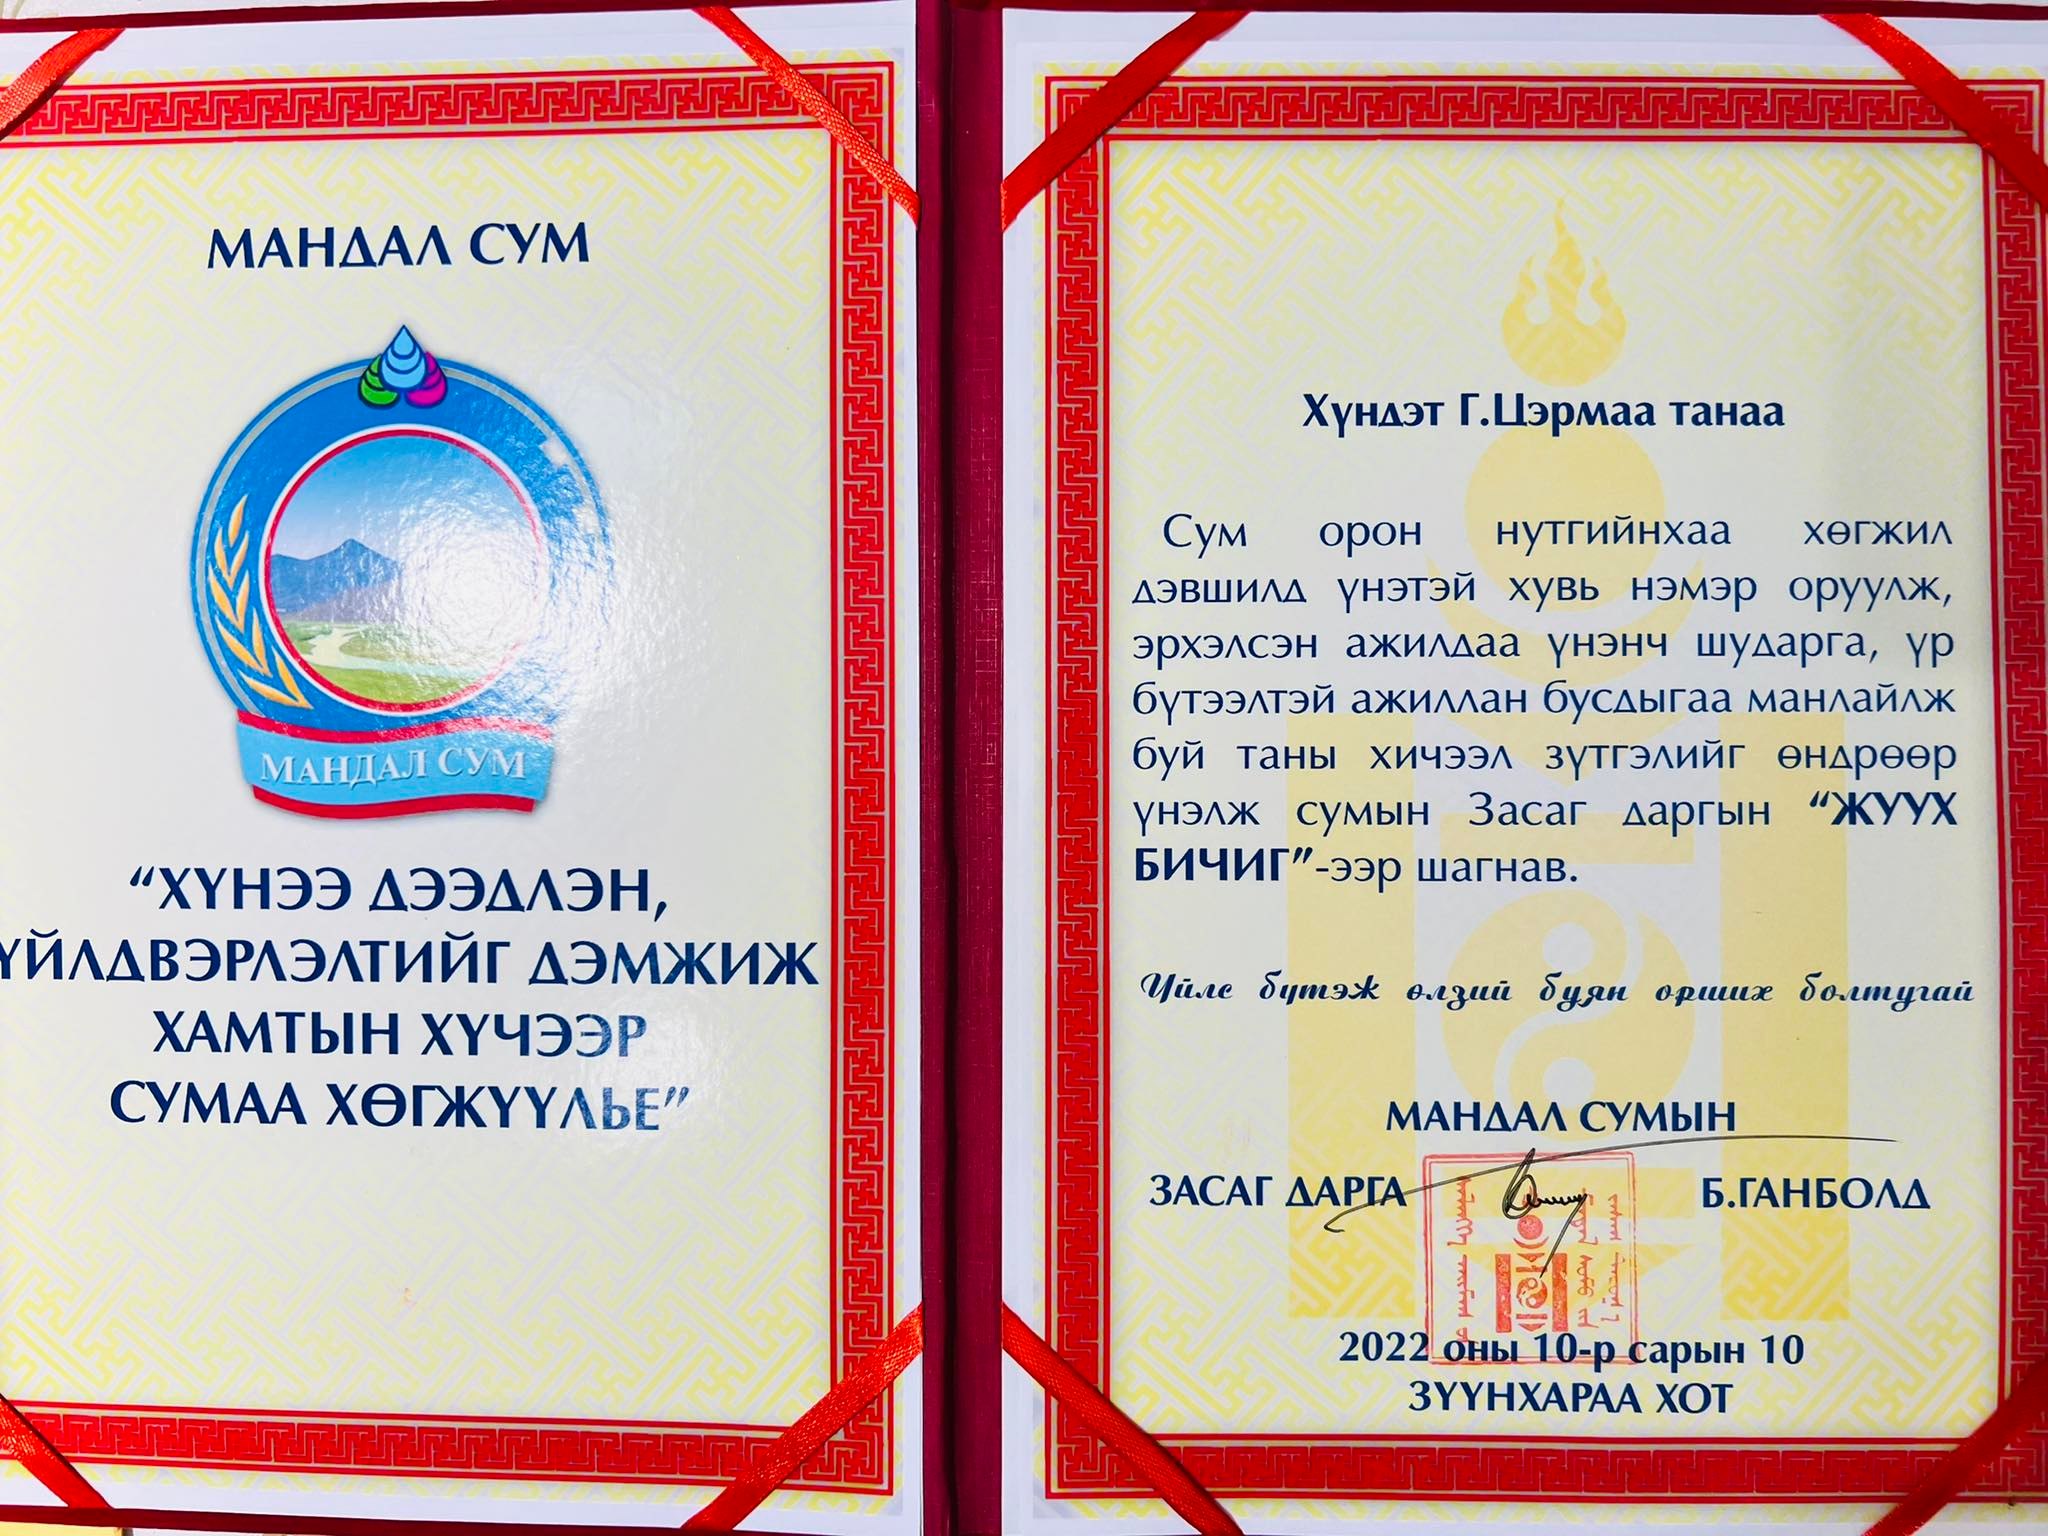 МАНДАЛ СУМ
МАНДАЛ СУМ
“ХҮНЭЭ ДЭЭДЛЭН,
ҮЙЛДВЭРЛЭЛТИЙГ ДЭМЖИЖ
ХАМТЫН ХҮЧЭЭР
СУМАА ХӨГЖҮҮЛЬЕ”
Хүндэт Г.Цэрмаа танаа
Сум орон нутгийнхаа хөгжил
дэвшилд үнэтэй хувь нэмэр оруулж,
эрхэлсэн ажилдаа үнэнч шударга, үр
бүтээлтэй ажиллан бусдыгаа манлайлж
буй таны хичээл зүтгэлийг өндрөөр
үнэлж сумын Засаг даргын “ЖУУХ
БИЧИГ”-ээр шагнав.
Үйлс бүтэж өлзий буян орших болтугай
МАНДАЛ СУМЫН
ЗАСАГ ДАРГА Б.ГАНБОЛД
2022 оны 10-р сарын 10
ЗҮҮНХАРАА ХОТ